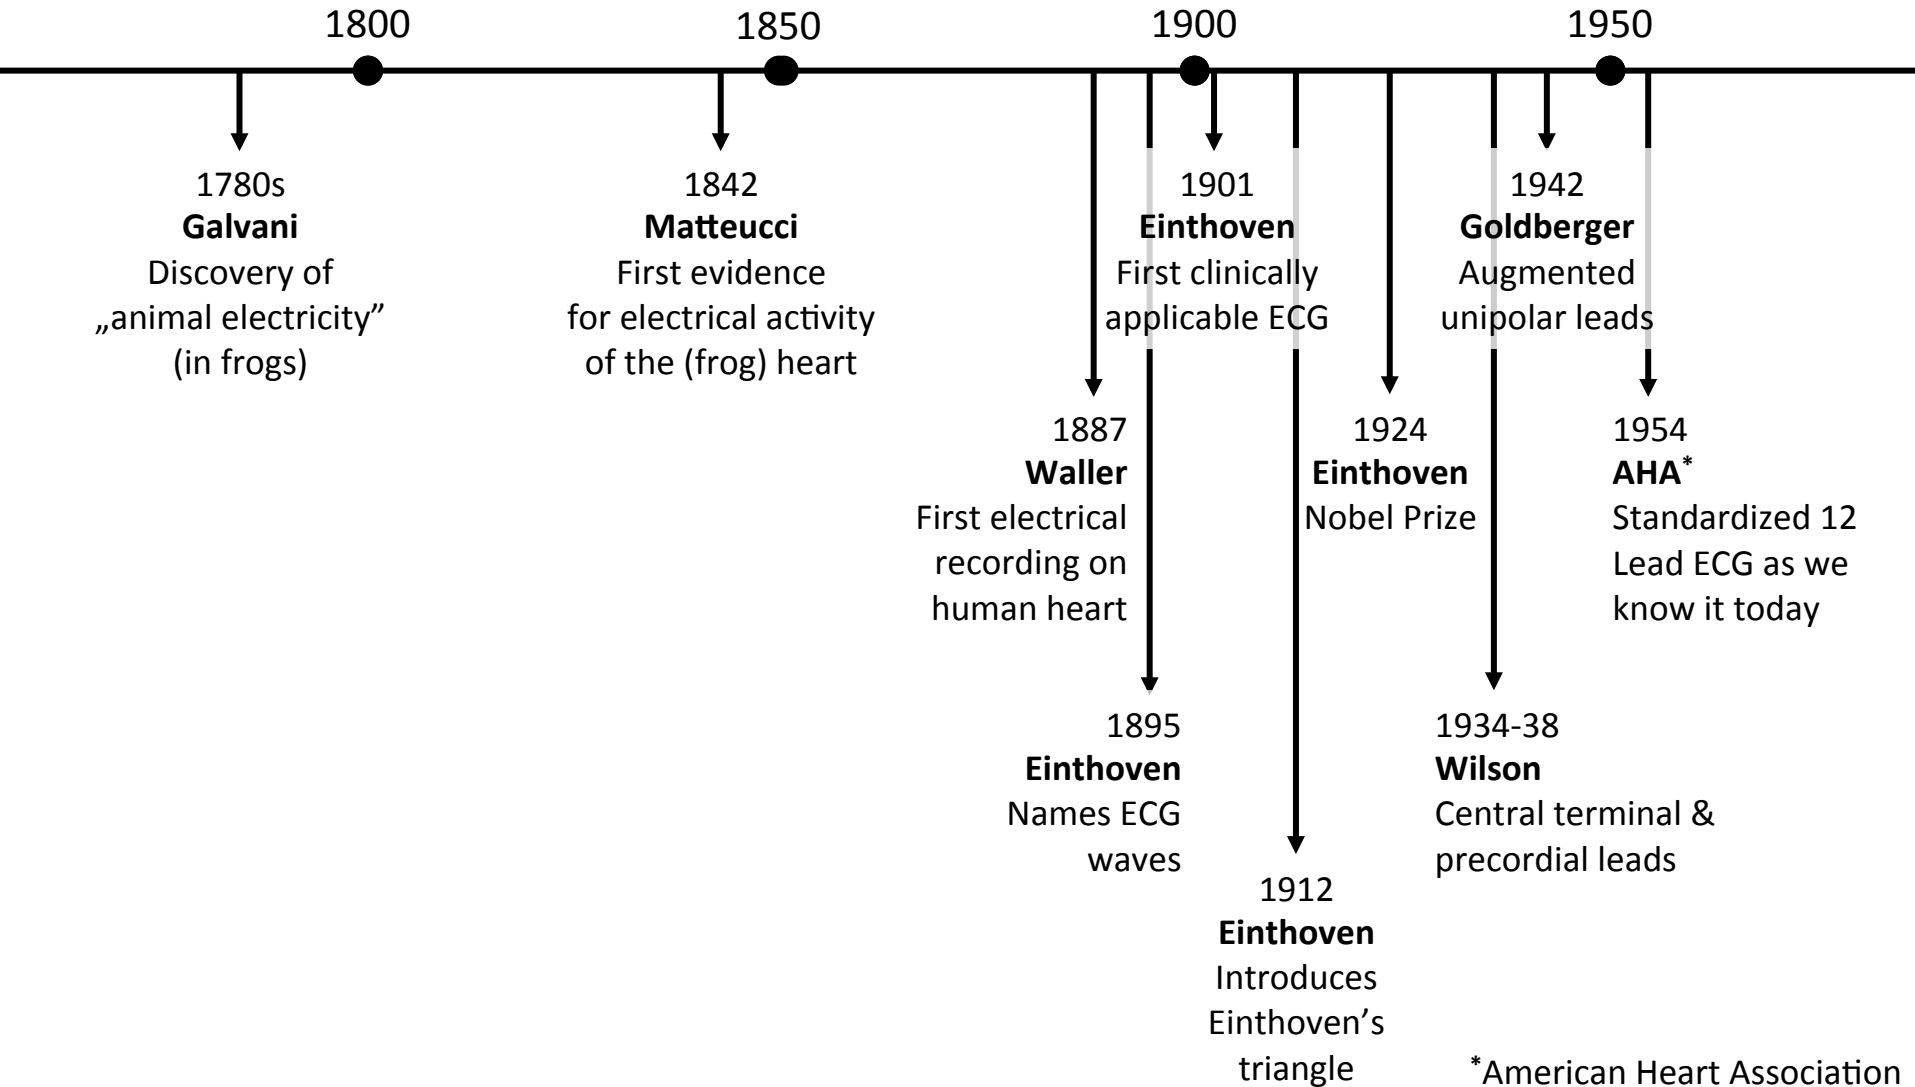 1800
1850
1900
1950
1780s
Galvani
Discovery of
„animal electricity”
(in frogs)
1842
Matteucci
First evidence
for electrical activity
of the (frog) heart
1887
Waller
First electrical
recording on
human heart
1895
Einthoven
Names ECG
waves
1901
Einthoven
First clinically
applicable ECG
1912
Einthoven
Introduces
Einthoven’s
triangle
1924
Einthoven
Nobel Prize
1934-38
Wilson
Central terminal &
precordial leads
1942
Goldberger
Augmented
unipolar leads
1954
AHA*
Standardized 12
Lead ECG as we
know it today
*American Heart Association